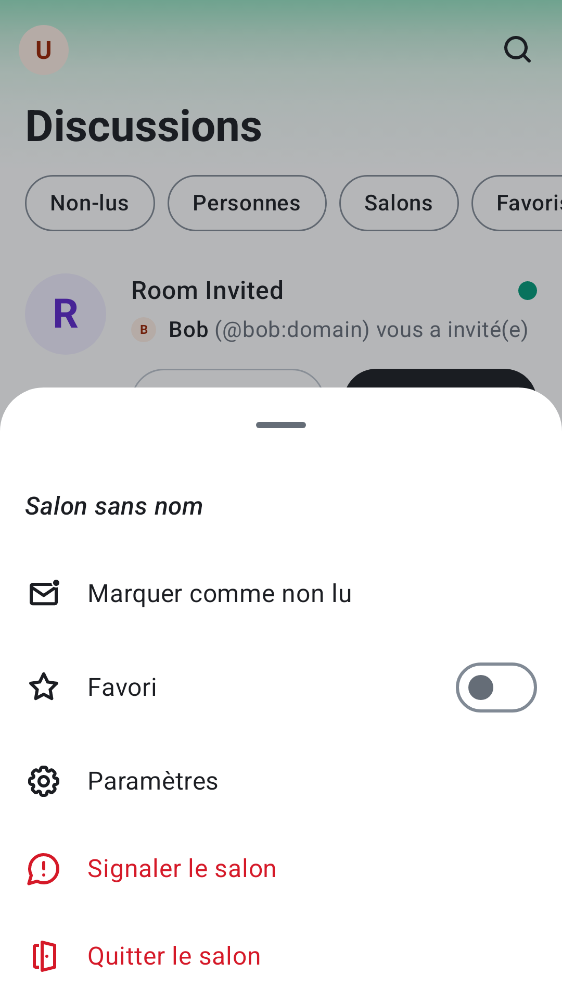 U
Discussions
Non-lus
Personnes
Salons
Favoris
R
Room Invited
B
Bob (@bob:domain) vous a invité(e)
Salon sans nom
Marquer comme non lu
Favori
Paramètres
Signaler le salon
Quitter le salon